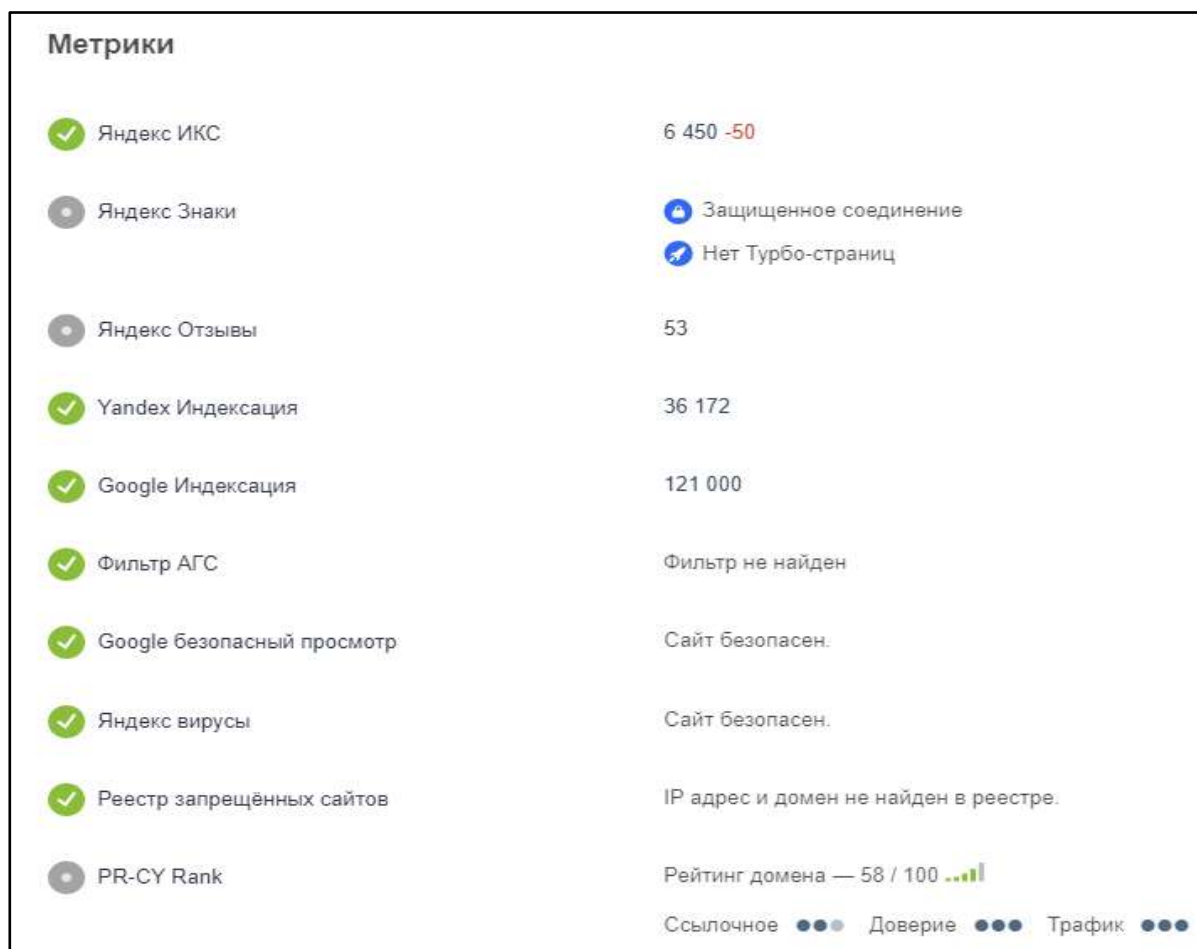 Метрики
Яндекс ИКС 6 450 -50
Яндекс Знаки Защищенное соединение
Нет Турбо-страниц
Яндекс Отзывы 53
Yandex Индексация 36 172
Google Индексация 121 000
Фильтр АГС Фильтр не найден
Google безопасный просмотр Сайт безопасен.
Яндекс вирусы Сайт безопасен.
Реестр запрещённых сайтов IP адрес и домен не найден в реестре.
PR-CY Rank Рейтинг домена — 58 / 100
Ссылочное Доверие Трафик